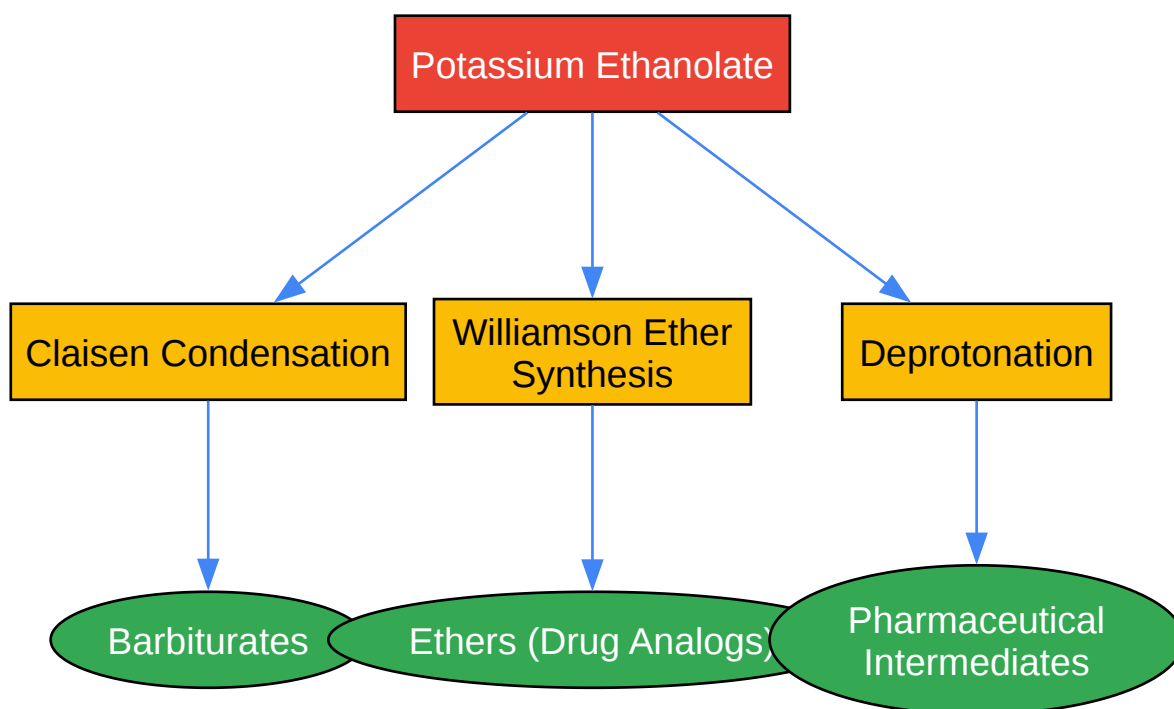 Potassium Ethanolate
Claisen Condensation
Williamson Ether
Synthesis
Deprotonation
Barbiturates
Ethers (Drug Analogs)
Pharmaceutical
Intermediates